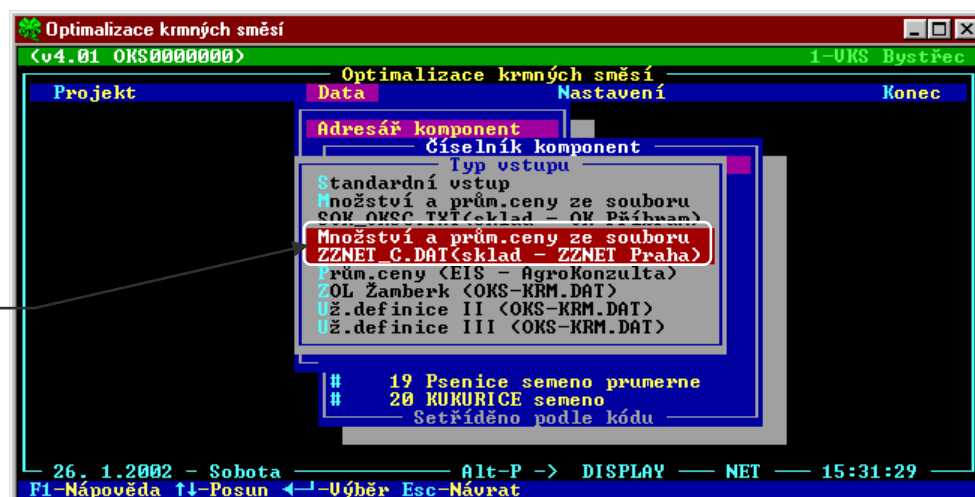 Optimalizace krmných směsí
(v4.01 OKS0000000) 1-VKS Bystřec
Optimalizace krmných směsí
Projekt Data Nastavení Konec
Adresář komponent
Číselník komponent
Typ vstupu
Standardní vstup
Množství a prům.ceny ze souboru
SOK_OKSC.TXT(sklad - OK Příbram)
Množství a prům.ceny ze souboru
ZZNET_C.DAT(sklad - ZZNET Praha)
Prům.ceny (EIS - AgroKonzulta)
ZOL Žamberk (OKS-KRM.DAT)
Už.definice II (OKS-KRM.DAT)
Už.definice III (OKS-KRM.DAT)
# 19 Psenice semeno prumerne
# 20 KUKURICE semeno
Setříděno podle kódu
26. 1.2002 - Sobota Alt-P -> DISPLAY NET 15:31:29
F1-Nápověda ↑↓-Posun ◄┘-Výběr Esc-Návrat